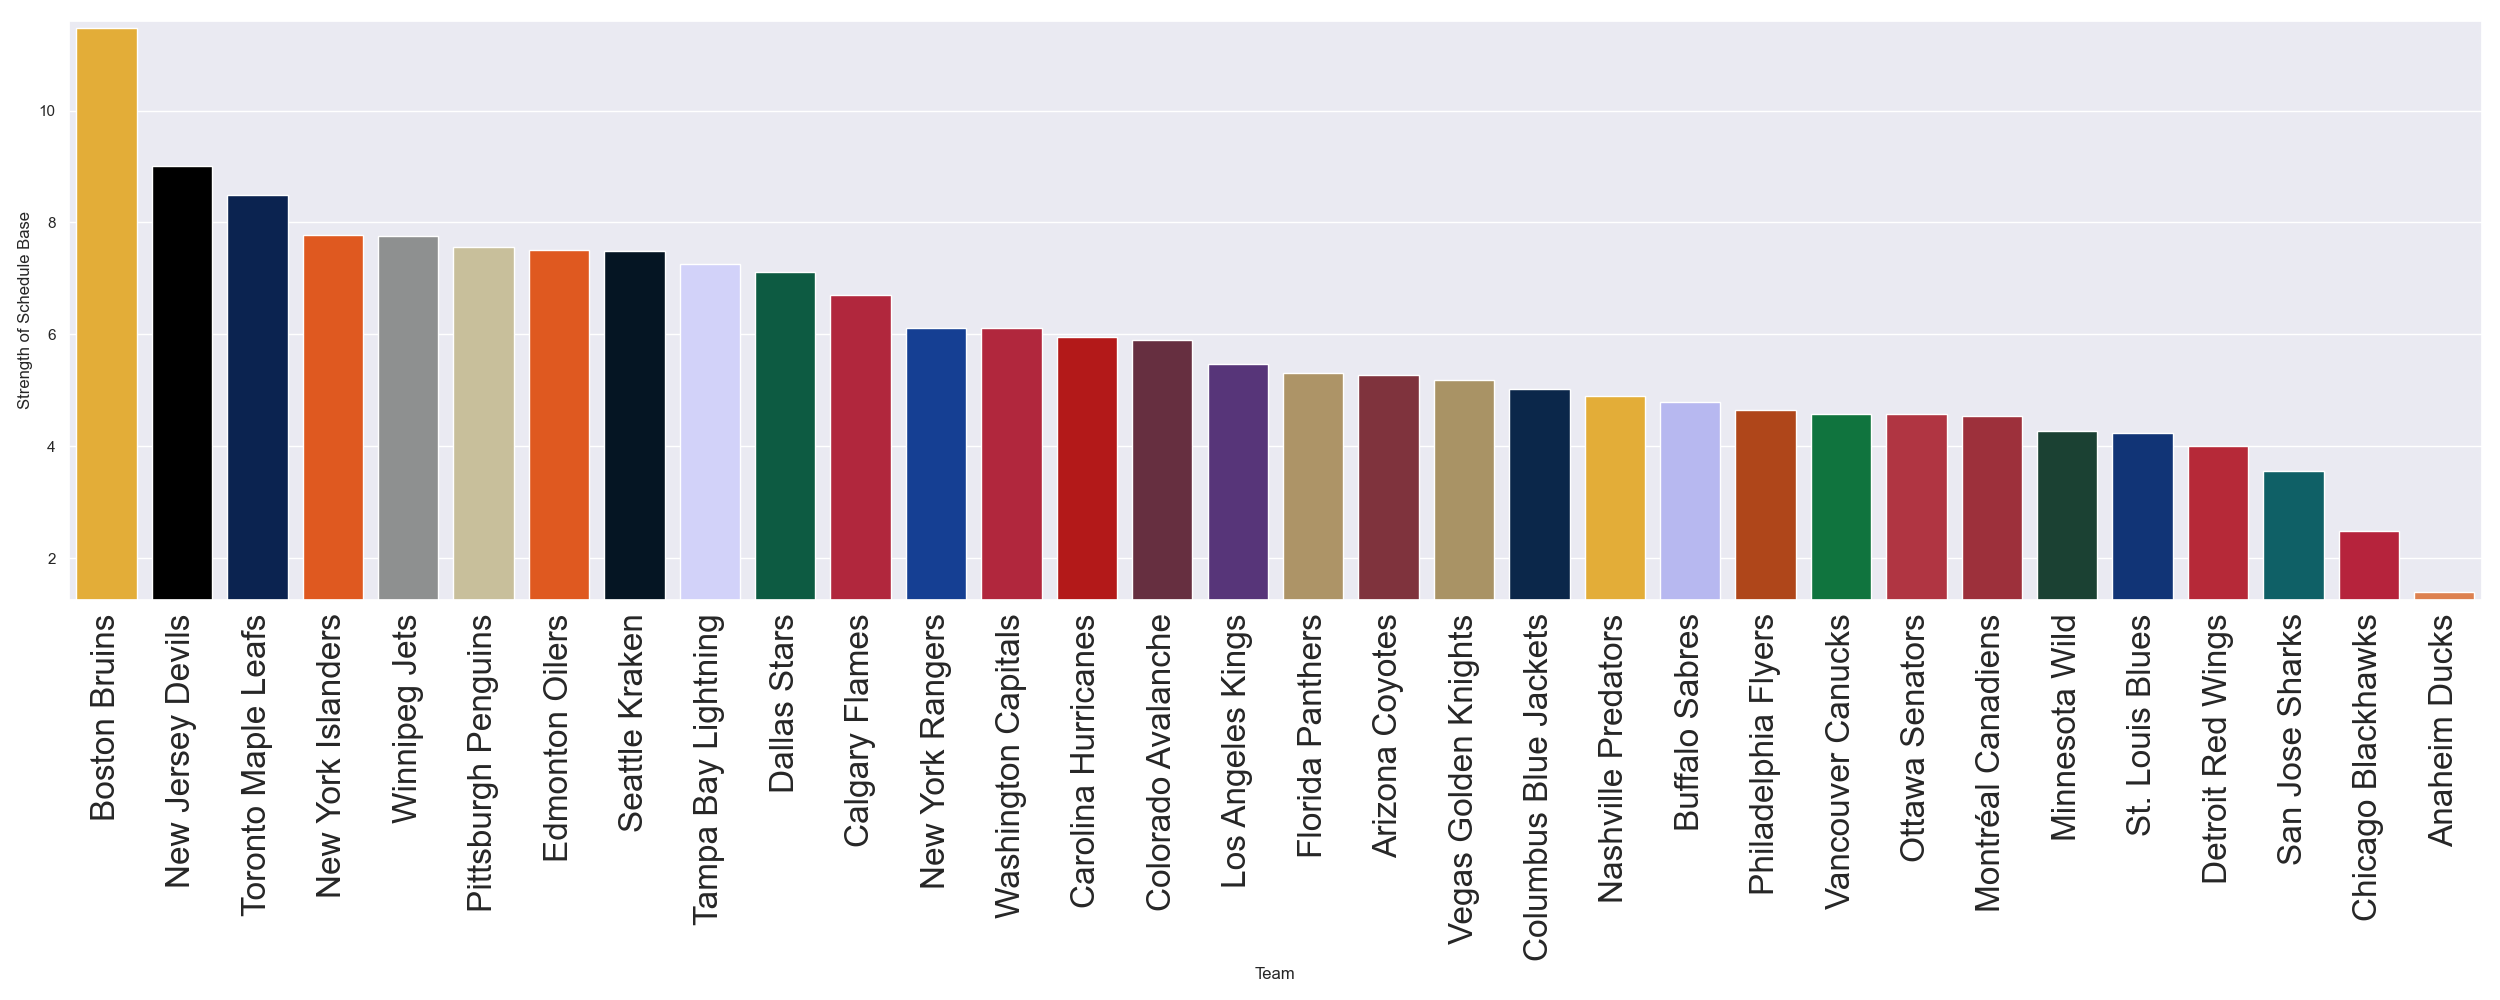 10
8
6
4
2
Strength of Schedule Base
Boston Bruins
New Jersey Devils
Toronto Maple Leafs
New York Islanders
Winnipeg Jets
Pittsburgh Penguins
Edmonton Oilers
Seattle Kraken
Tampa Bay Lightning
Dallas Stars
Calgary Flames
New York Rangers
Washington Capitals
Carolina Hurricanes
Colorado Avalanche
Los Angeles Kings
Florida Panthers
Arizona Coyotes
Vegas Golden Knights
Columbus Blue Jackets
Nashville Predators
Buffalo Sabres
Philadelphia Flyers
Vancouver Canucks
Ottawa Senators
Montréal Canadiens
Minnesota Wild
St. Louis Blues
Detroit Red Wings
San Jose Sharks
Chicago Blackhawks
Anaheim Ducks
Team